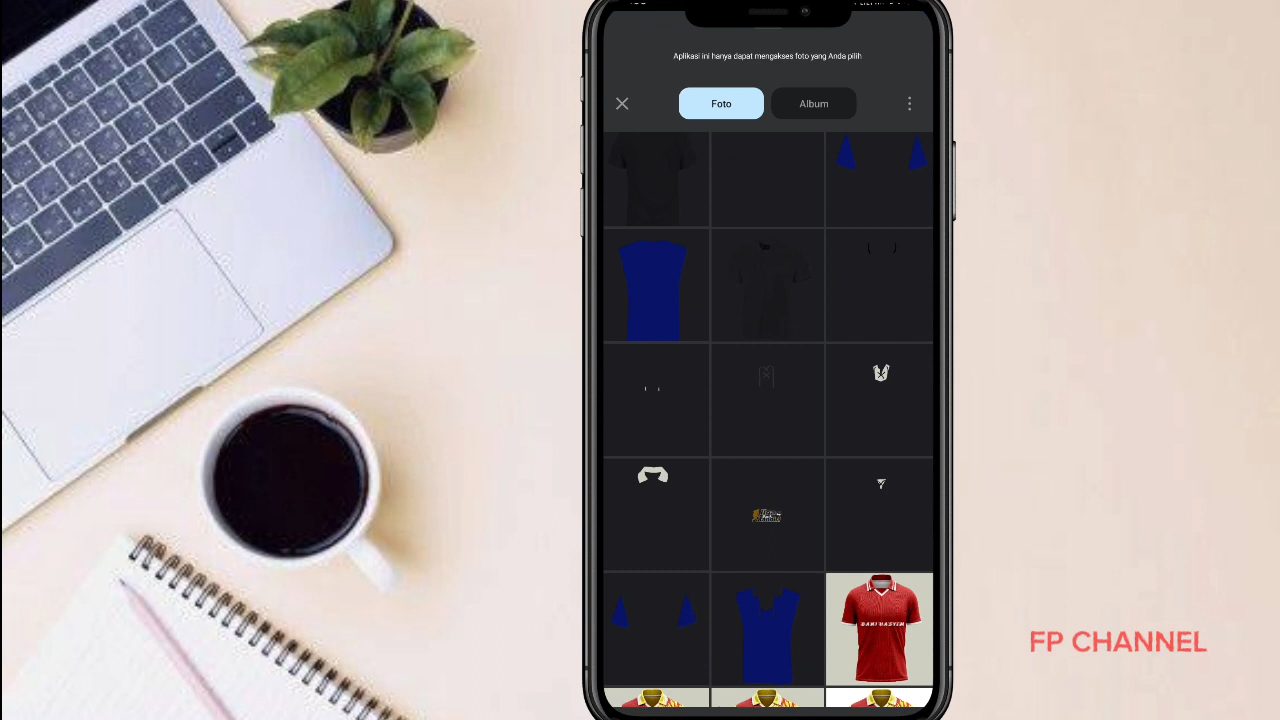 Aplikasi ini hanya dapat mengakses foto yang Anda pilih
Foto
Album
DANI HASYIM
FP CHANNEL